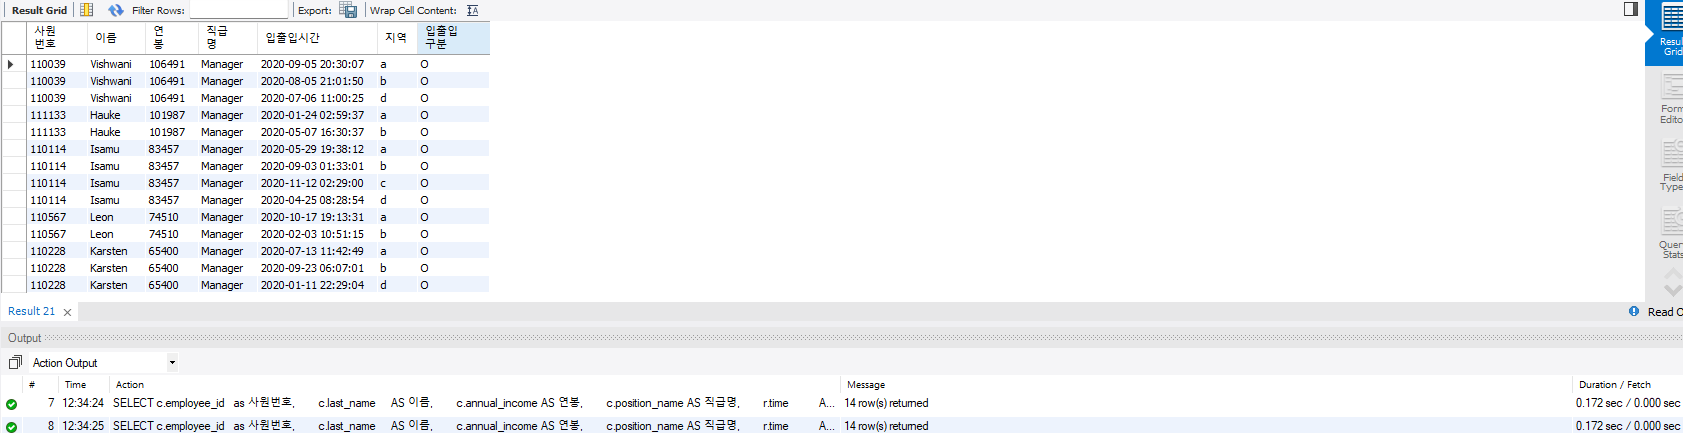 Result Grid Filter Rows: Export: Wrap Cell Content:
사원번호 이름 연봉 직급명 입출입시간 지역 입출입구분
110039 Vishwani 106491 Manager 2020-09-05 20:30:07 a O
110039 Vishwani 106491 Manager 2020-08-05 21:01:50 b O
110039 Vishwani 106491 Manager 2020-07-06 11:00:25 d O
111133 Hauke 101987 Manager 2020-01-24 02:59:37 a O
111133 Hauke 101987 Manager 2020-05-07 16:30:37 b O
110114 Isamu 83457 Manager 2020-05-29 19:38:12 a O
110114 Isamu 83457 Manager 2020-09-03 01:33:01 b O
110114 Isamu 83457 Manager 2020-11-12 02:29:00 c O
110114 Isamu 83457 Manager 2020-04-25 08:28:54 d O
110567 Leon 74510 Manager 2020-10-17 19:13:31 a O
110567 Leon 74510 Manager 2020-02-03 10:51:15 b O
110228 Karsten 65400 Manager 2020-07-13 11:42:49 a O
110228 Karsten 65400 Manager 2020-09-23 06:07:01 b O
110228 Karsten 65400 Manager 2020-01-11 22:29:04 d O
Resul
Grid
Form
Editor
Field
Types
Query
Stats
Result 21
Read O
Output
Action Output
# Time Action Message Duration / Fetch
7 12:34:24 SELECT c.employee_id as 사원번호, c.last_name AS 이름, c.annual_income AS 연봉, c.position_name AS 직급명, r.time A... 14 row(s) returned 0.172 sec / 0.000 sec
8 12:34:25 SELECT c.employee_id as 사원번호, c.last_name AS 이름, c.annual_income AS 연봉, c.position_name AS 직급명, r.time A... 14 row(s) returned 0.172 sec / 0.000 sec